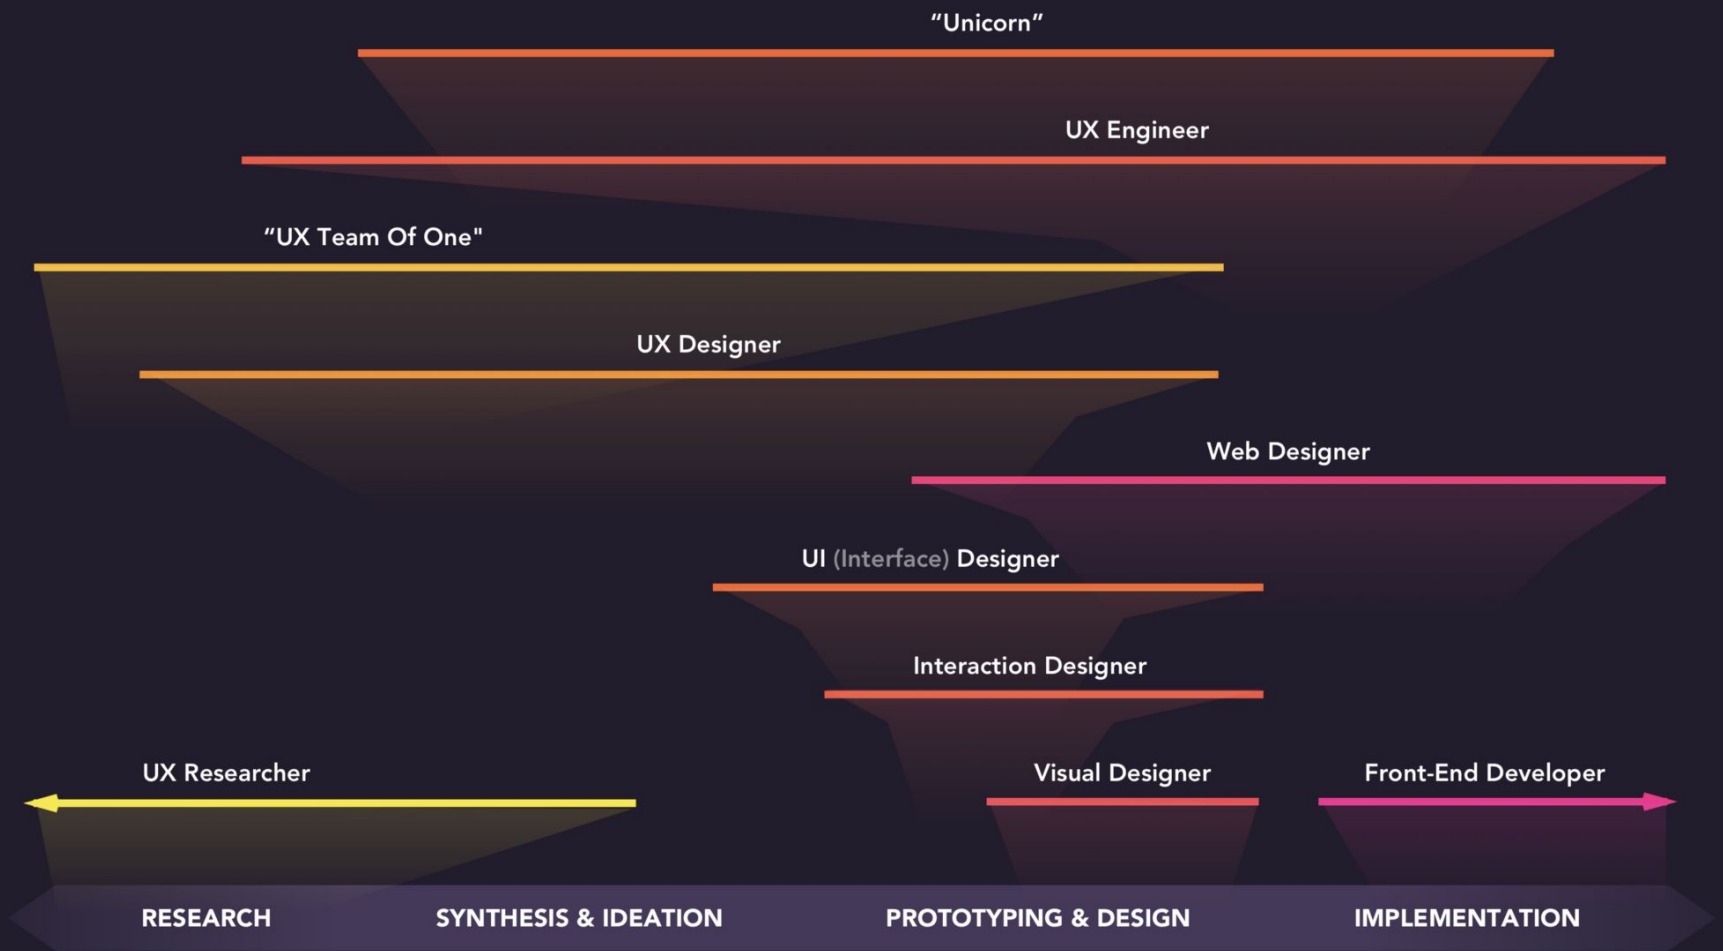 “Unicorn”
UX Engineer
“UX Team Of One"
UX Designer
Web Designer
UI (Interface) Designer
Interaction Designer
UX Researcher
Visual Designer
Front-End Developer
RESEARCH
SYNTHESIS & IDEATION
PROTOTYPING & DESIGN
IMPLEMENTATION